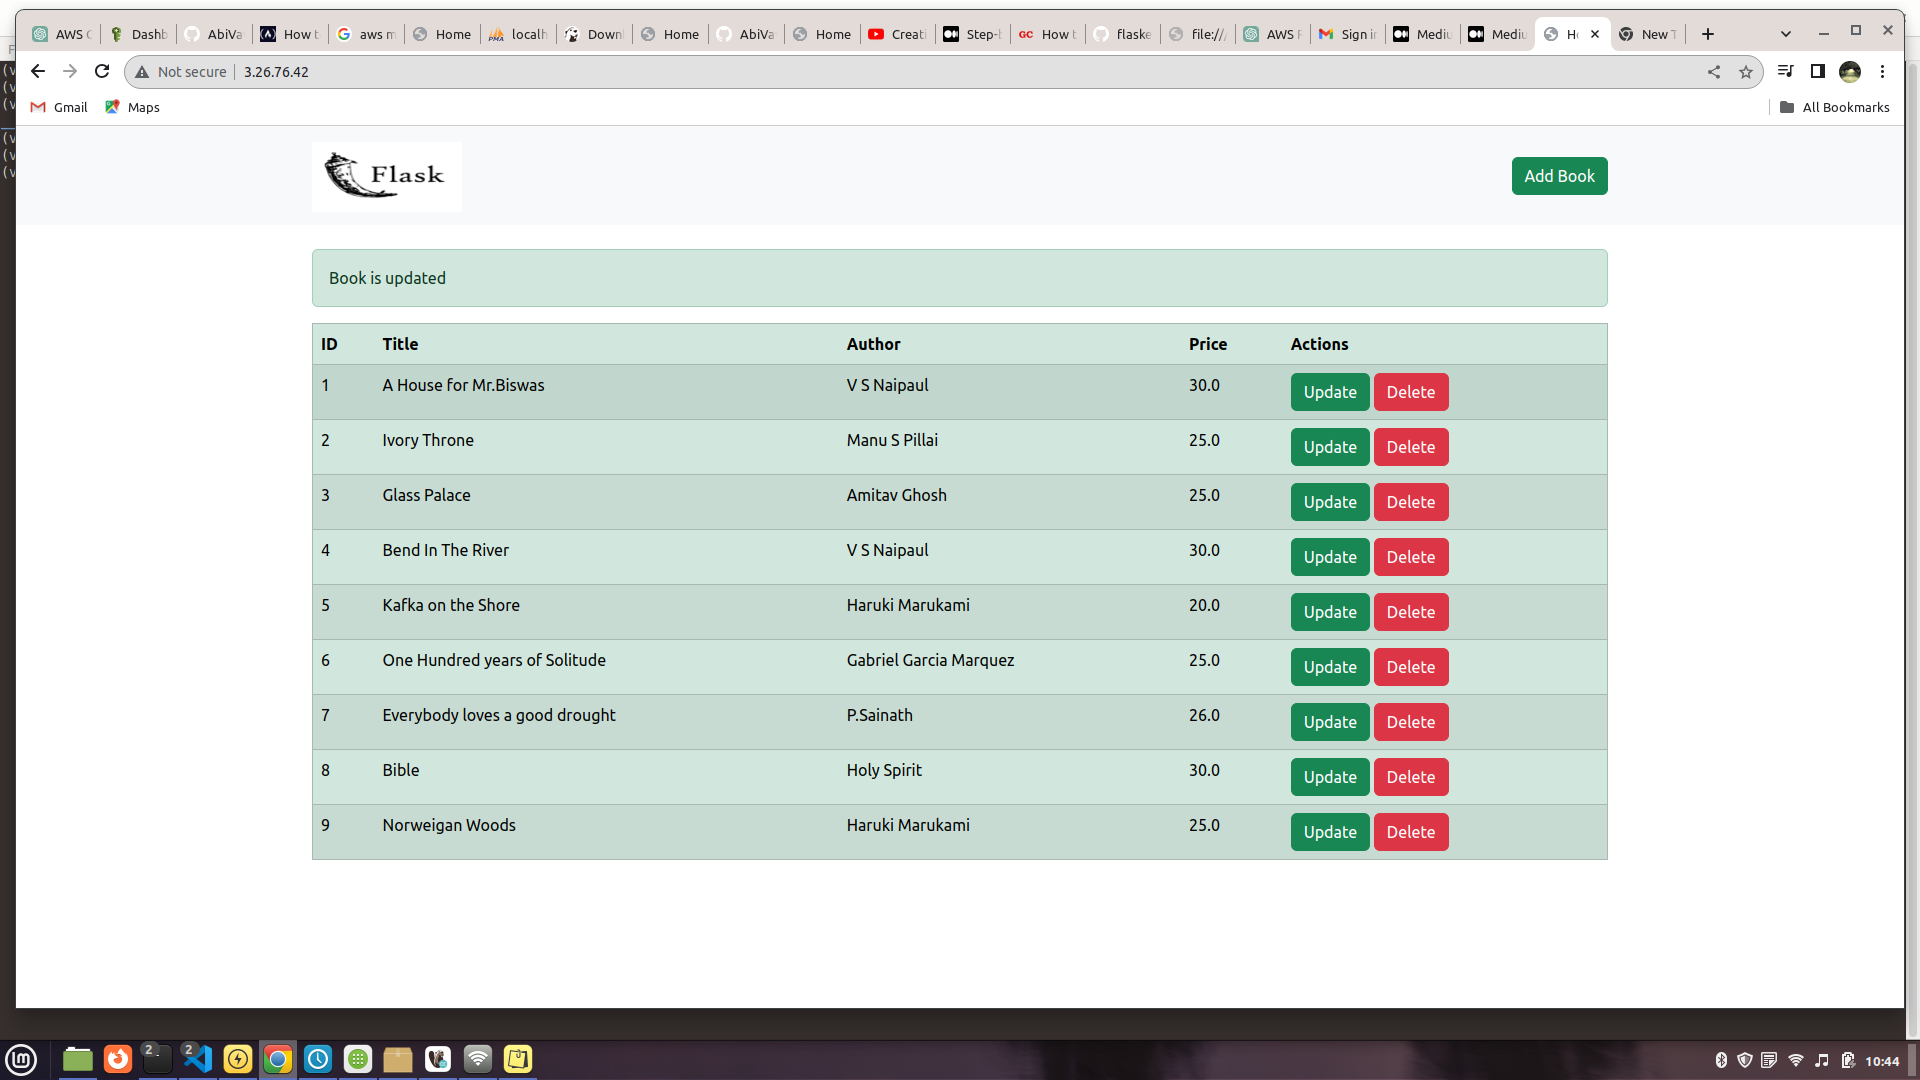 AWS C Dashb AbiVa How t aws m Home localh Downl Home AbiVa Home Creati Step-b GC How t flaske file:/// AWS R Sign in Mediu Mediu Ho New T
Not secure 3.26.76.42
Gmail Maps All Bookmarks
Flask
Add Book
Book is updated
ID Title Author Price Actions
1 A House for Mr.Biswas V S Naipaul 30.0 Update Delete
2 Ivory Throne Manu S Pillai 25.0 Update Delete
3 Glass Palace Amitav Ghosh 25.0 Update Delete
4 Bend In The River V S Naipaul 30.0 Update Delete
5 Kafka on the Shore Haruki Marukami 20.0 Update Delete
6 One Hundred years of Solitude Gabriel Garcia Marquez 25.0 Update Delete
7 Everybody loves a good drought P.Sainath 26.0 Update Delete
8 Bible Holy Spirit 30.0 Update Delete
9 Norweigan Woods Haruki Marukami 25.0 Update Delete
2 2
10:44